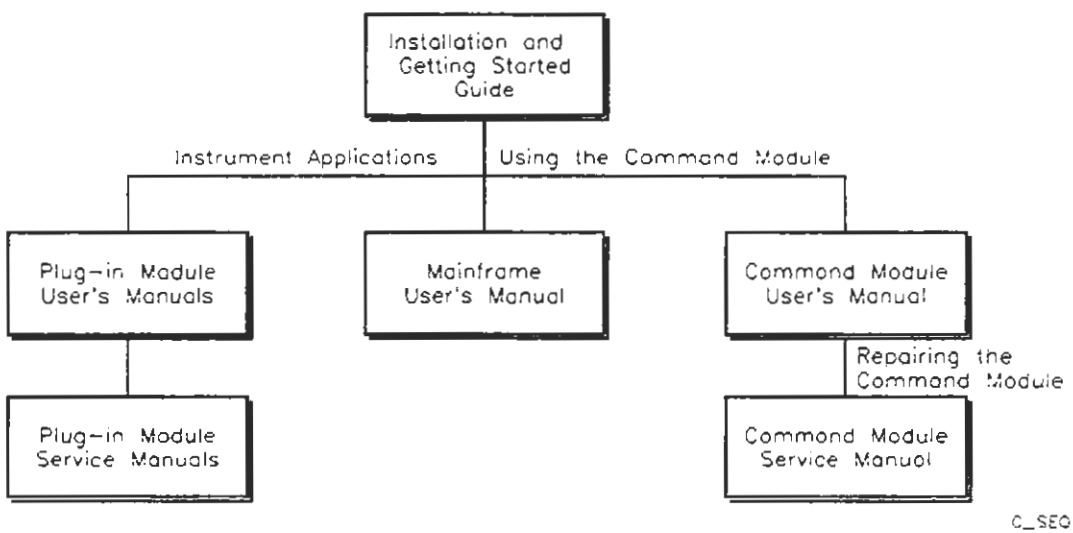 Installation and
Getting Started
Guide
Instrument Applications
Using the Command Module
Plug-in Module
User's Manuals
Mainframe
User's Manual
Command Module
User's Manual
Repairing the
Command Module
Plug-in Module
Service Manuals
Command Module
Service Manual
C_SEQ